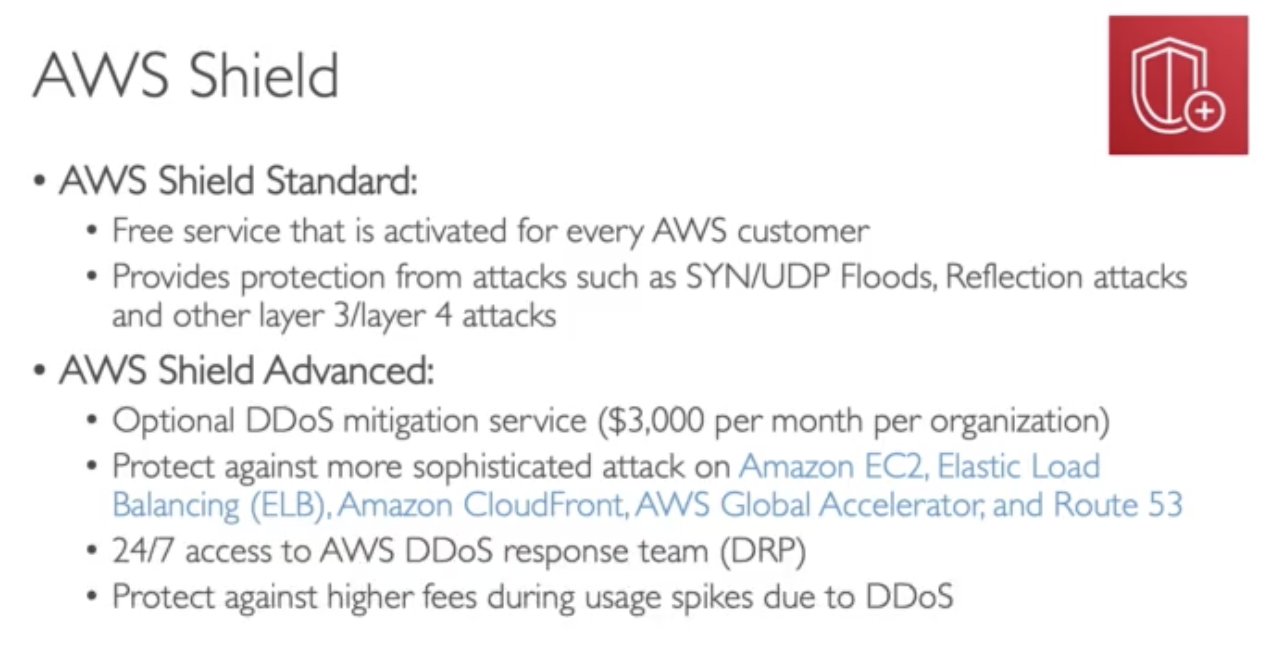 AWS Shield
• AWS Shield Standard:
• Free service that is activated for every AWS customer
• Provides protection from attacks such as SYN/UDP Floods, Reflection attacks
and other layer 3/layer 4 attacks
• AWS Shield Advanced:
• Optional DDoS mitigation service ($3,000 per month per organization)
• Protect against more sophisticated attack on Amazon EC2, Elastic Load
Balancing (ELB), Amazon CloudFront, AWS Global Accelerator, and Route 53
• 24/7 access to AWS DDoS response team (DRP)
• Protect against higher fees during usage spikes due to DDoS